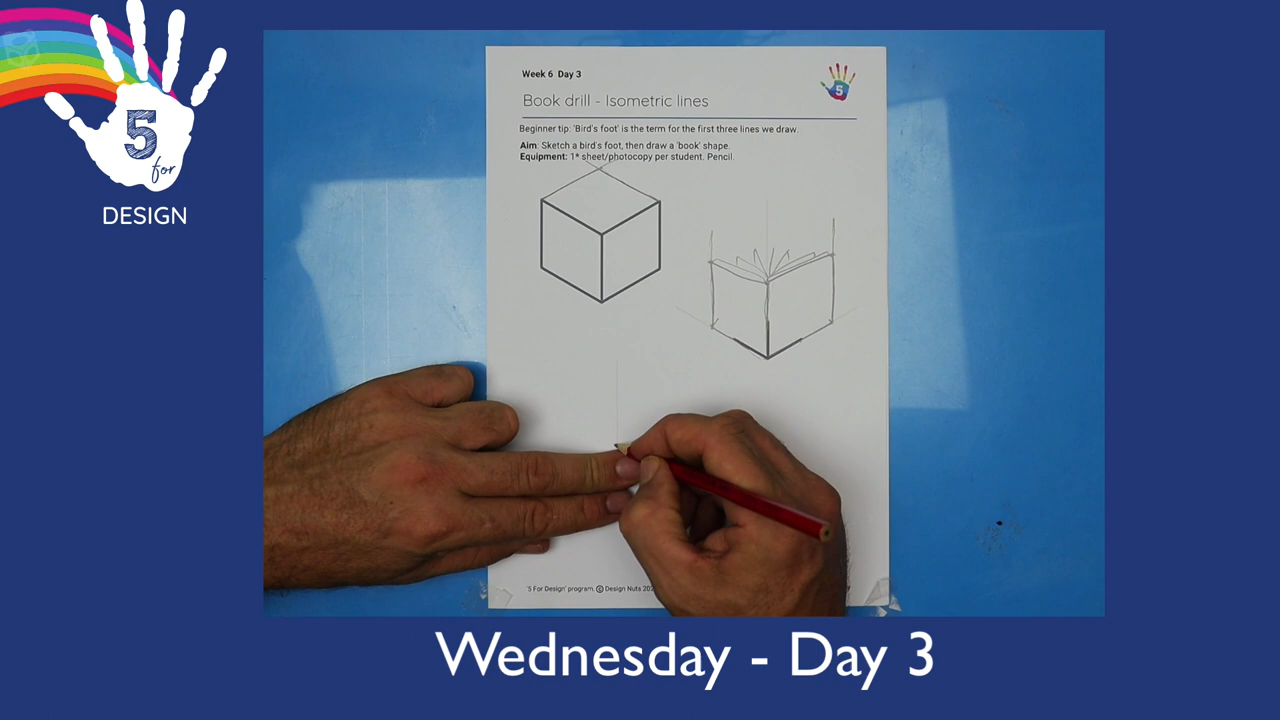 5
for
DESIGN
Week 6 Day 3
5
Book drill - Isometric lines
Beginner tip: 'Bird's foot' is the term for the first three lines we draw.
Aim: Sketch a bird's foot, then draw a 'book' shape.
Equipment: 1* sheet/photocopy per student. Pencil.
'5 For Design' program, © Design Nuts
Wednesday - Day 3